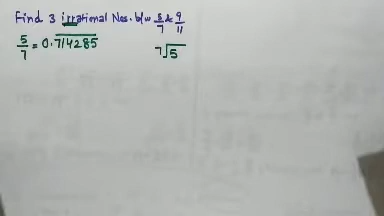 Find 3 irrational Nos. b/w 5/7 & 9/11
5/7 = 0.714285
7√5